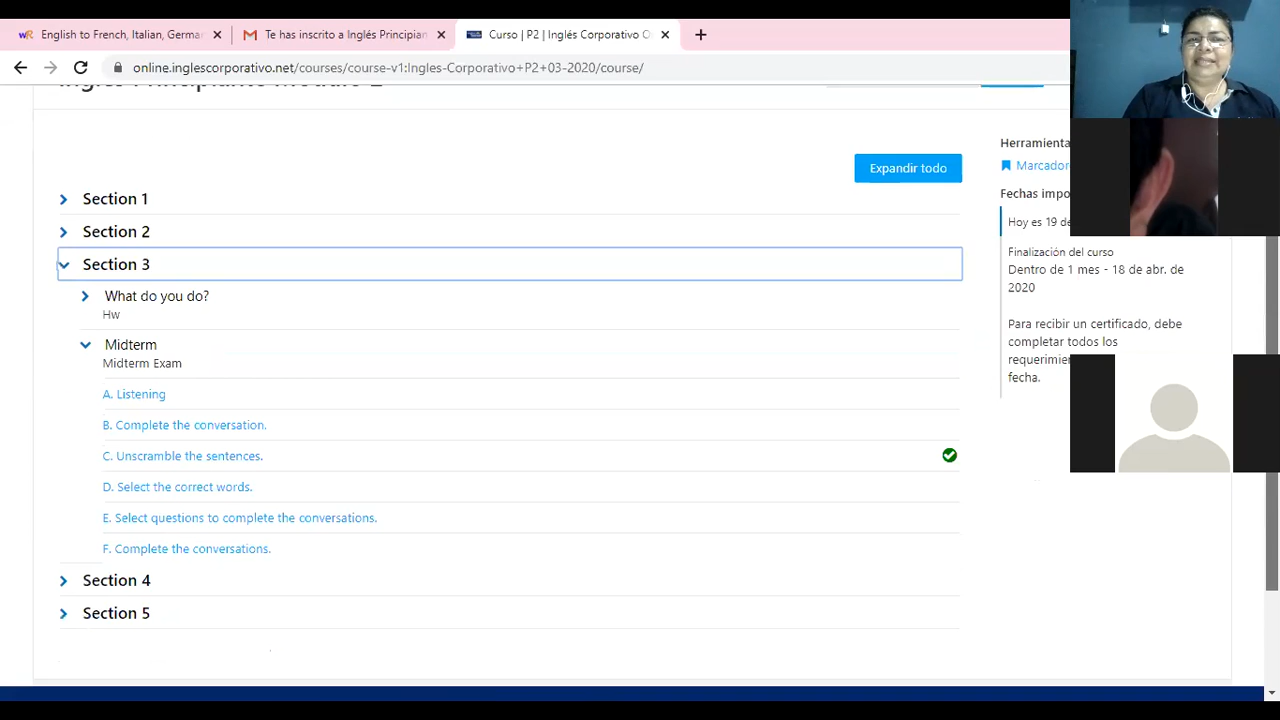 English to French, Italian, Germa
Te has inscrito a Inglés Principian
Curso | P2 | Inglés Corporativo O
online.inglescorporativo.net/courses/course-v1:Ingles-Corporativo+P2+03-2020/course/
Expandir todo
Section 1
Section 2
Section 3
What do you do?
Hw
Midterm
Midterm Exam
A. Listening
B. Complete the conversation.
C. Unscramble the sentences.
D. Select the correct words.
E. Select questions to complete the conversations.
F. Complete the conversations.
Section 4
Section 5
Herramienta
Marcador
Fechas impo
Hoy es 19 de
Finalización del curso
Dentro de 1 mes - 18 de abr. de
2020
Para recibir un certificado, debe
completar todos los
requerimie
fecha.